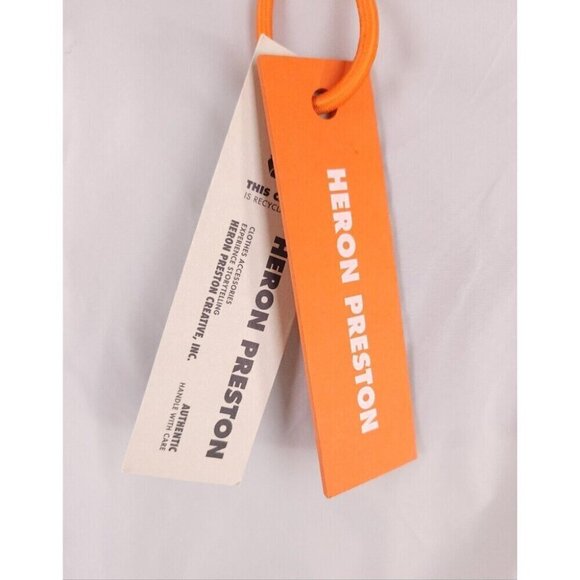 THIS
IS RECYCL
CLOTHES ACCESSORIES
EXPERIENCE STORYTELLING
HERON PRESTON CREATIVE, INC.
AUTHENTIC
HANDLE WITH CARE
HERON PRESTON
HERON PRESTON